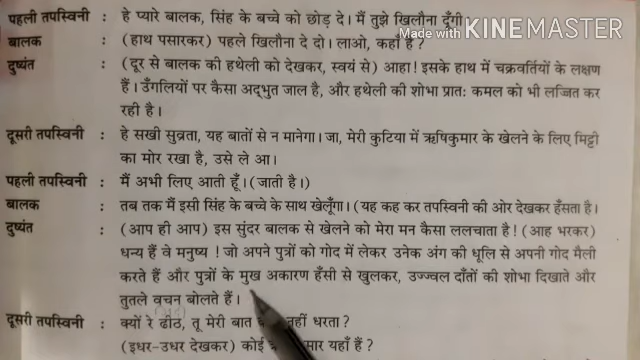 पहली तपस्विनी : हे प्यारे बालक, सिंह के बच्चे को छोड़ दे। मैं तुझे खिलौना दूँगी
Made with KINEMASTER
बालक : (हाथ पसारकर) पहले खिलौना दे दो। लाओ, कहाँ है ?
दुष्यंत : (दूर से बालक की हथेली को देखकर, स्वयं से) आहा! इसके हाथ में चक्रवर्तियों के लक्षण
हैं। उँगलियों पर कैसा अद्भुत जाल है, और हथेली की शोभा प्रातः कमल को भी लज्जित कर
रही है।
दूसरी तपस्विनी : हे सखी सुव्रता, यह बातों से न मानेगा। जा, मेरी कुटिया में ऋषिकुमार के खेलने के लिए मिट्टी
का मोर रखा है, उसे ले आ।
पहली तपस्विनी : मैं अभी लिए आती हूँ। (जाती है।)
बालक : तब तक मैं इसी सिंह के बच्चे के साथ खेलूँगा। (यह कह कर तपस्विनी की ओर देखकर हँसता है।
दुष्यंत : (आप ही आप) इस सुंदर बालक से खेलने को मेरा मन कैसा ललचाता है! (आह भरकर)
धन्य हैं वे मनुष्य! जो अपने पुत्रों को गोद में लेकर उनके अंग की धूलि से अपनी गोद मैली
करते हैं और पुत्रों के मुख अकारण हँसी से खुलकर, उज्ज्वल दाँतों की शोभा दिखाते और
तुतले वचन बोलते हैं।
दूसरी तपस्विनी : क्यों रे ढीठ, तू मेरी बात नहीं धरता ?
(इधर-उधर देखकर) कोई यहाँ है ?